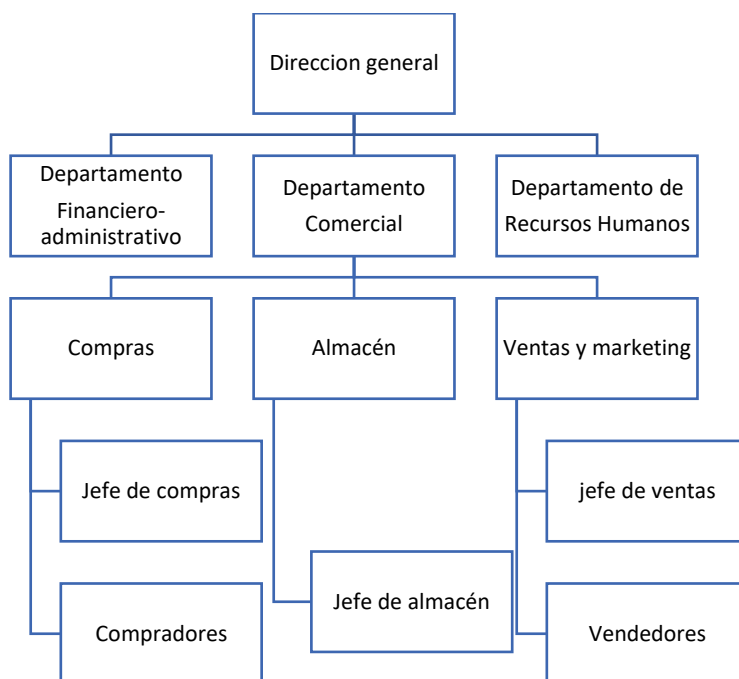 Direccion general
Departamento
Financiero-
administrativo
Departamento
Comercial
Departamento de
Recursos Humanos
Compras
Almacén
Ventas y marketing
Jefe de compras
jefe de ventas
Compradores
Jefe de almacén
Vendedores